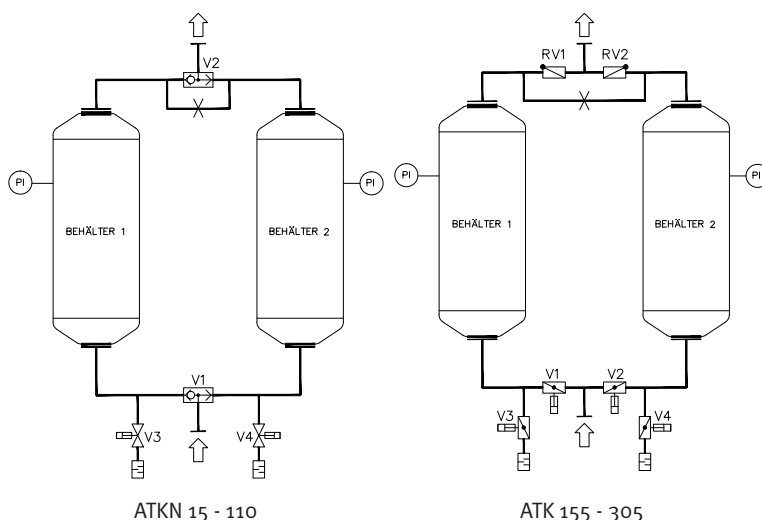 V2
PI
PI
BEHÄLTER 1
BEHÄLTER 2
V1
V3
V4
ATKN 15 - 110
RV1
RV2
PI
PI
BEHÄLTER 1
BEHÄLTER 2
V1
V2
V3
V4
ATK 155 - 305